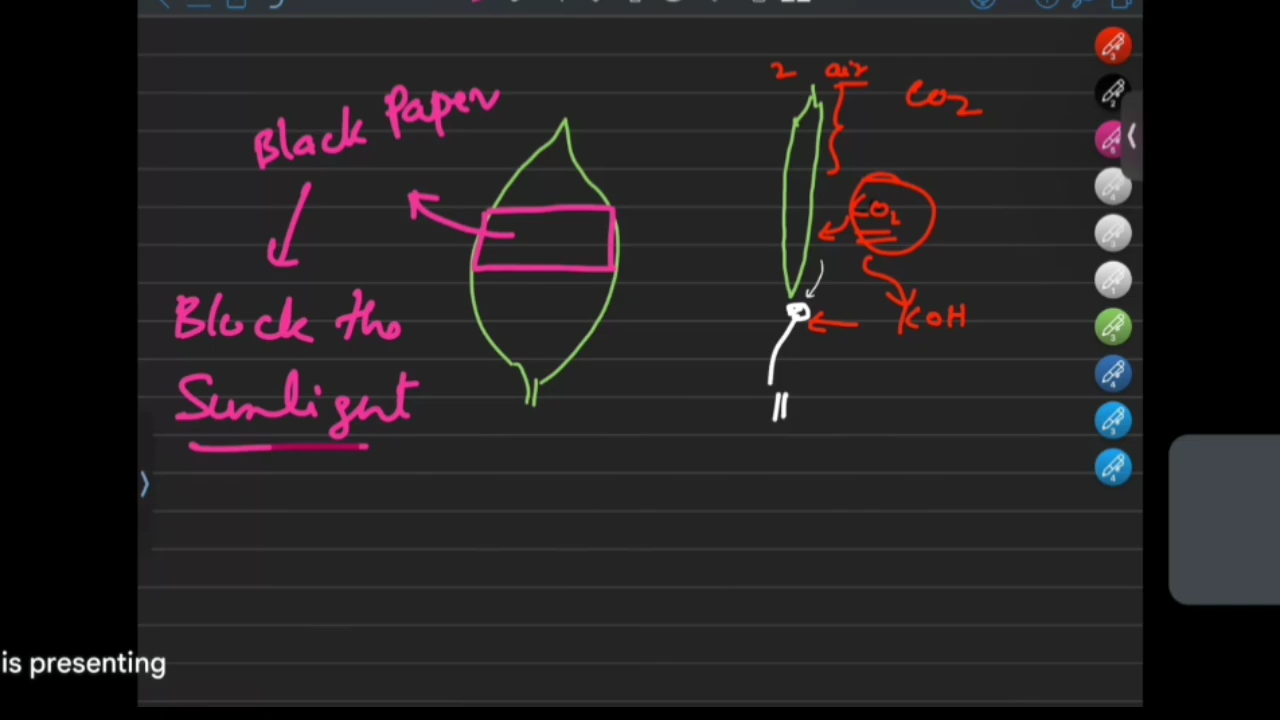 Black Paper
Block the
Sunlight
2 air CO2
CO2
KOH
is presenting